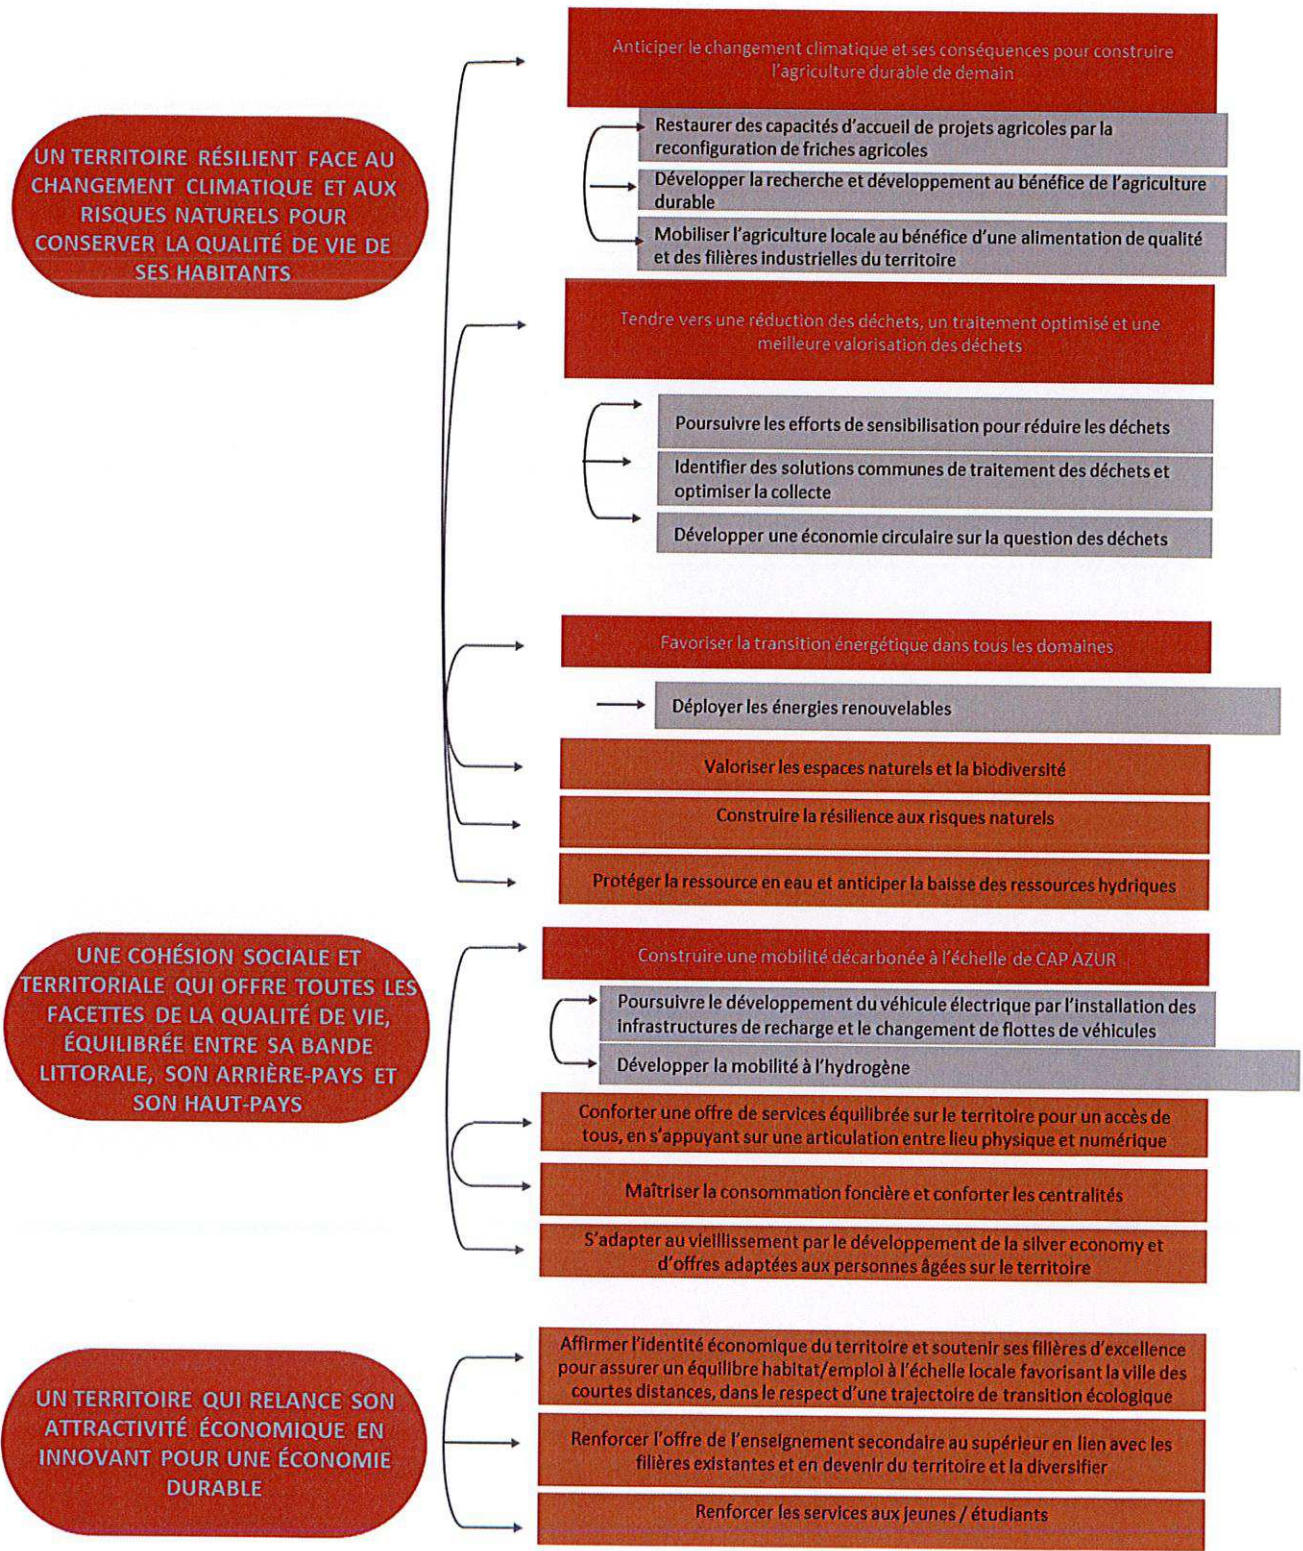 UN TERRITOIRE RÉSILIENT FACE AU
CHANGEMENT CLIMATIQUE ET AUX
RISQUES NATURELS POUR
CONSERVER LA QUALITÉ DE VIE DE
SES HABITANTS
Anticiper le changement climatique et ses conséquences pour construire
l'agriculture durable de demain
Restaurer des capacités d'accueil de projets agricoles par la
reconfiguration de friches agricoles
Développer la recherche et développement au bénéfice de l'agriculture
durable
Mobiliser l'agriculture locale au bénéfice d'une alimentation de qualité
et des filières industrielles du territoire
Tendre vers une réduction des déchets, un traitement optimisé et une
meilleure valorisation des déchets
Poursuivre les efforts de sensibilisation pour réduire les déchets
Identifier des solutions communes de traitement des déchets et
optimiser la collecte
Développer une économie circulaire sur la question des déchets
Favoriser la transition énergétique dans tous les domaines
Déployer les énergies renouvelables
Valoriser les espaces naturels et la biodiversité
Construire la résilience aux risques naturels
Protéger la ressource en eau et anticiper la baisse des ressources hydriques
UNE COHÉSION SOCIALE ET
TERRITORIALE QUI OFFRE TOUTES LES
FACETTES DE LA QUALITÉ DE VIE,
ÉQUILIBRÉE ENTRE SA BANDE
LITTORALE, SON ARRIÈRE-PAYS ET
SON HAUT-PAYS
Construire une mobilité décarbonée à l'échelle de CAP AZUR
Poursuivre le développement du véhicule électrique par l'installation des
infrastructures de recharge et le changement de flottes de véhicules
Développer la mobilité à l'hydrogène
Conforter une offre de services équilibrée sur le territoire pour un accès de
tous, en s'appuyant sur une articulation entre lieu physique et numérique
Maîtriser la consommation foncière et conforter les centralités
S'adapter au vieillissement par le développement de la silver economy et
d'offres adaptées aux personnes âgées sur le territoire
UN TERRITOIRE QUI RELANCE SON
ATTRACTIVITÉ ÉCONOMIQUE EN
INNOVANT POUR UNE ÉCONOMIE
DURABLE
Affirmer l'identité économique du territoire et soutenir ses filières d'excellence
pour assurer un équilibre habitat/emploi à l'échelle locale favorisant la ville des
courtes distances, dans le respect d'une trajectoire de transition écologique
Renforcer l'offre de l'enseignement secondaire au supérieur en lien avec les
filières existantes et en devenir du territoire et la diversifier
Renforcer les services aux jeunes / étudiants